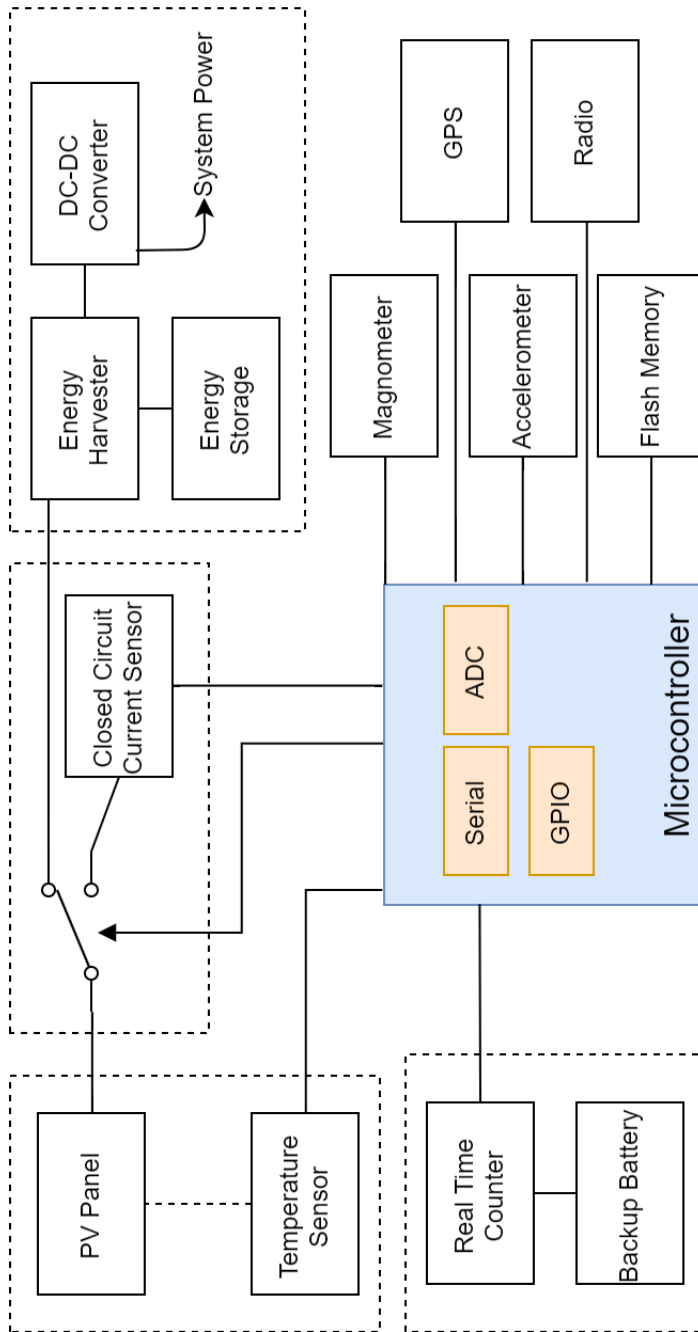 PV Panel
Temperature
Sensor
Closed Circuit
Current Sensor
Energy
Harvester
Energy
Storage
DC-DC
Converter
System Power
Real Time
Counter
Backup Battery
Serial
ADC
GPIO
Microcontroller
Magnometer
GPS
Accelerometer
Radio
Flash Memory